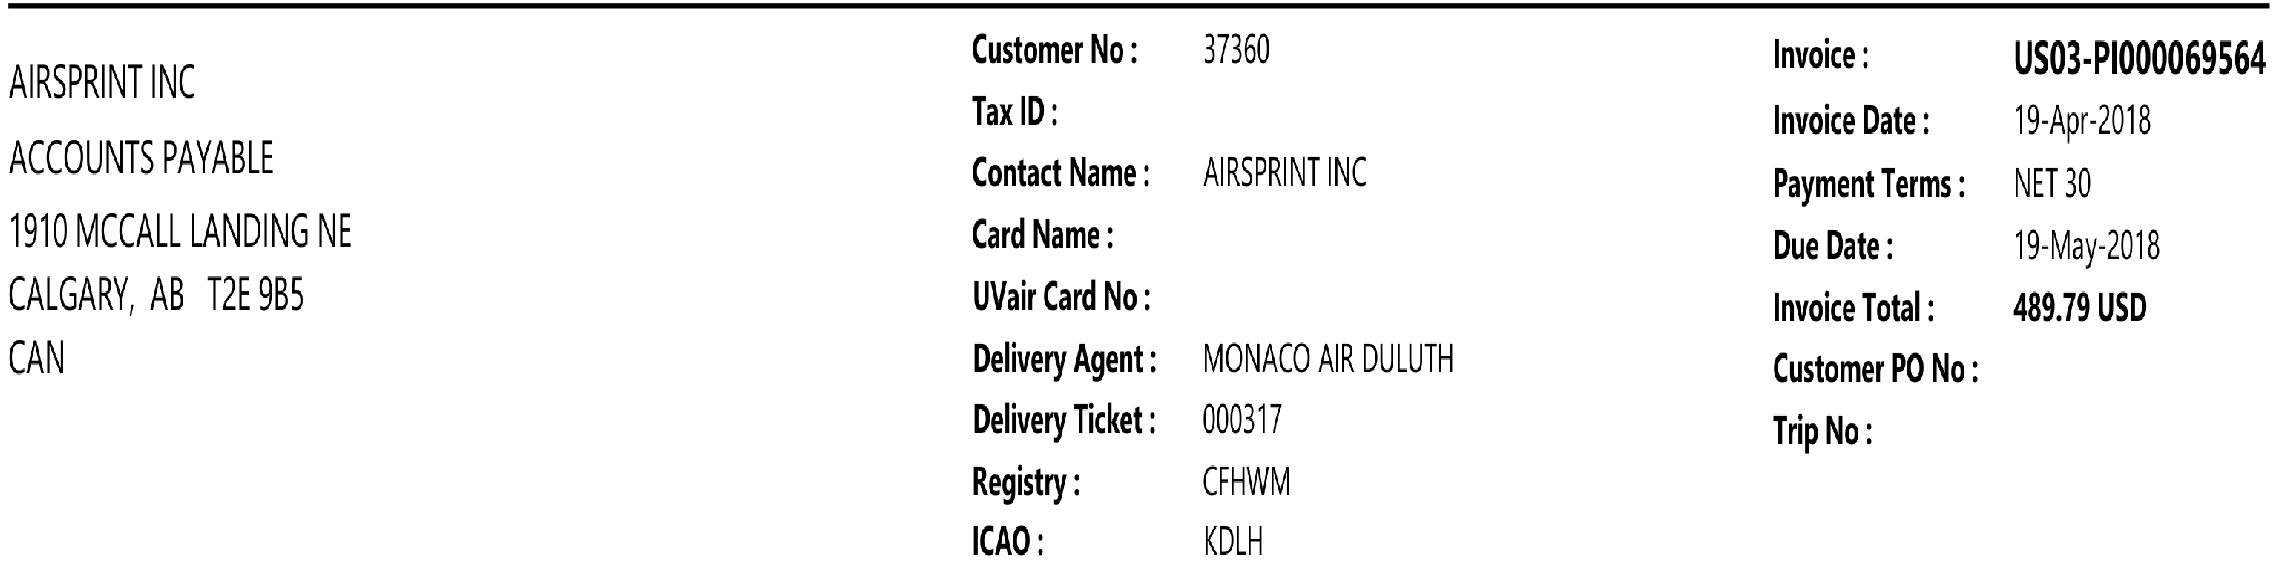 AIRSPRINT INC
ACCOUNTS PAYABLE
1910 MCCALL LANDING NE
CALGARY, AB T2E 9B5
CAN
Customer No : 37360
Tax ID :
Contact Name : AIRSPRINT INC
Card Name :
UVair Card No :
Delivery Agent : MONACO AIR DULUTH
Delivery Ticket : 000317
Registry : CFHWM
ICAO : KDLH
Invoice : US03-PI000069564
Invoice Date : 19-Apr-2018
Payment Terms : NET 30
Due Date : 19-May-2018
Invoice Total : 489.79 USD
Customer PO No :
Trip No :